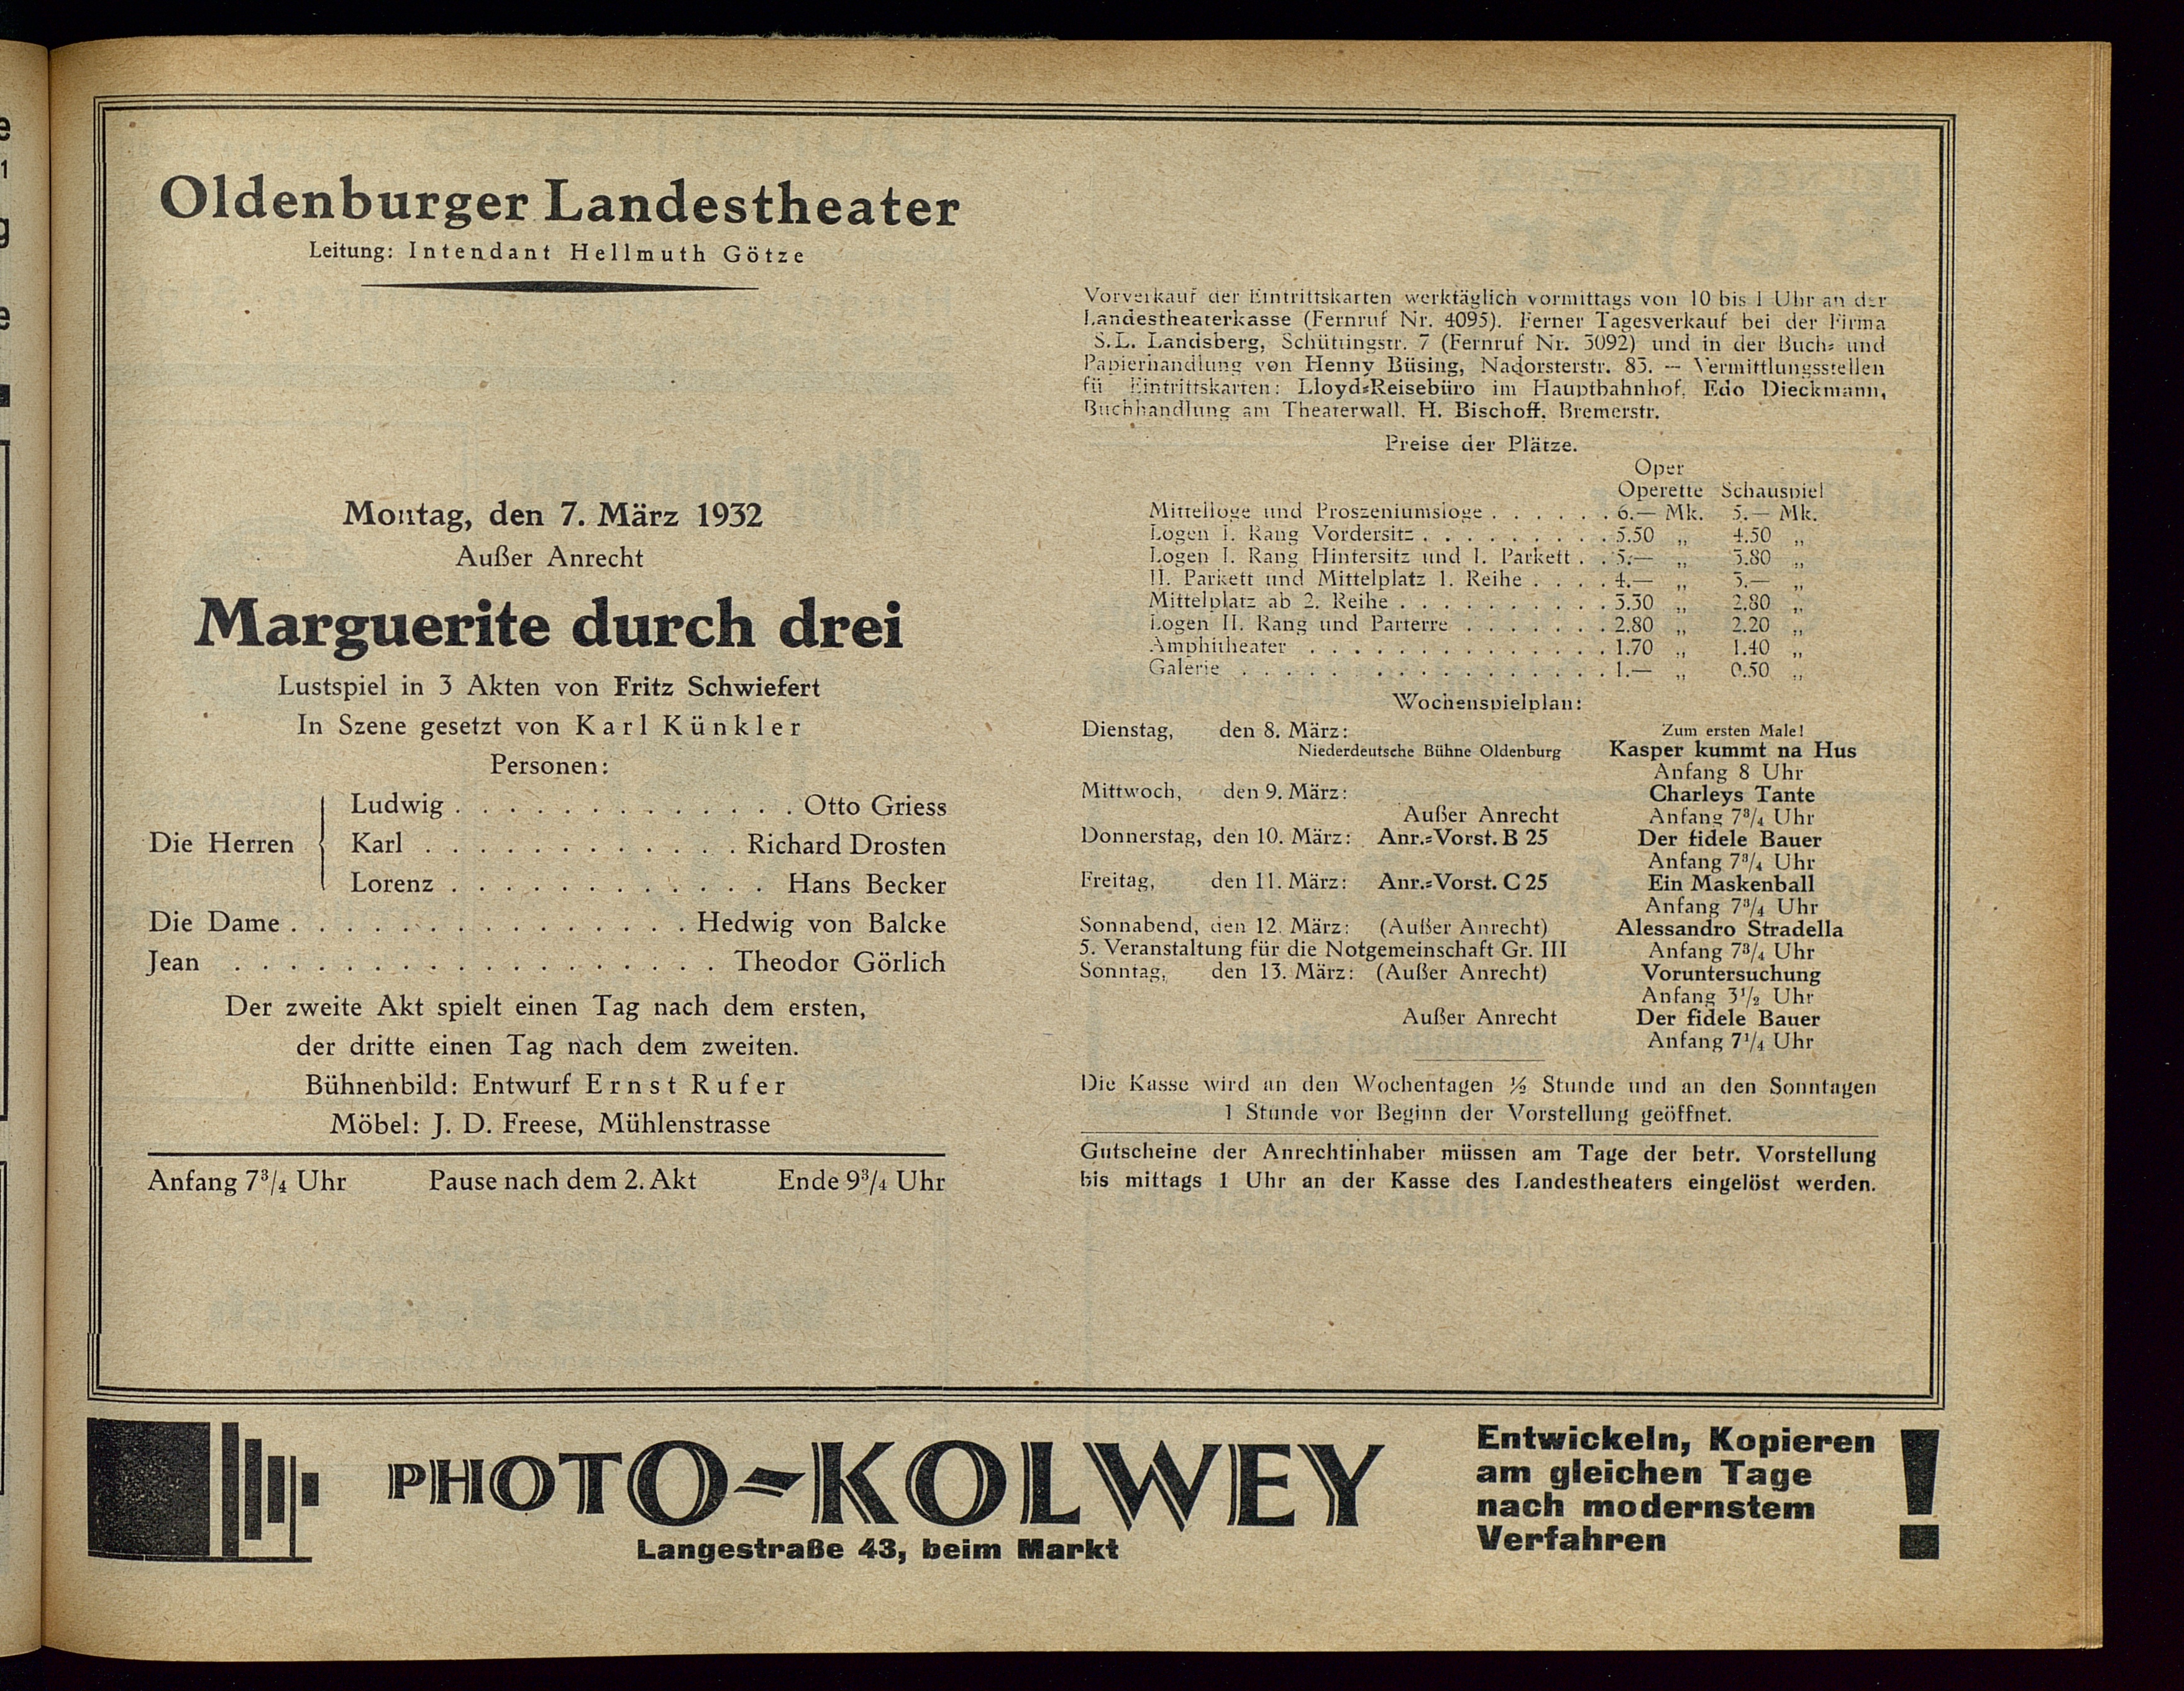 Oldenburger Landestheater
Leitung: Intendant Hellmuth Götze
Montag, den 7. März 1932
Außer Anrecht
Marguerite durch drei
Lustspiel in 3 Akten von Fritz Schwiefert
In Szene gesetzt von Karl Künkler
Personen:
Die Herren
Ludwig . . . . . . . . . . . . . Otto Griess
Karl . . . . . . . . . . . . Richard Drosten
Lorenz . . . . . . . . . . . . Hans Becker
Die Dame . . . . . . . . . . . . . . . Hedwig von Balcke
Jean . . . . . . . . . . . . . . . . . . Theodor Görlich
Der zweite Akt spielt einen Tag nach dem ersten,
der dritte einen Tag nach dem zweiten.
Bühnenbild: Entwurf Ernst Rufer
Möbel: J. D. Freese, Mühlenstrasse
Anfang 7¾ Uhr Pause nach dem 2. Akt Ende 9¾ Uhr
Vorverkauf der Eintrittskarten werktäglich vormittags von 10 bis 1 Uhr an der
Landestheaterkasse (Fernruf Nr. 4095). Ferner Tagesverkauf bei der Firma
S. L. Landsberg, Schüttingstr. 7 (Fernruf Nr. 3092) und in der Buch- und
Papierhandlung von Henny Büsing, Nadorsterstr. 83. — Vermittlungsstellen
fü Eintrittskarten: Lloyd-Reisebüro im Hauptbahnhof, Edo Dieckmann,
Buchhandlung am Theaterwall, H. Bischoff, Bremerstr.
Preise der Plätze.
Oper
Operette Schauspiel
Mittelloge und Proszeniumsloge . . . . . . 6.— Mk. 5.— Mk.
Logen I. Rang Vordersitz . . . . . . . . . 5.50 „ 4.50 „
Logen I. Rang Hintersitz und I. Parkett . . 5.— „ 3.80 „
II. Parkett und Mittelplatz 1. Reihe . . . . 4.— „ 3.— „
Mittelplatz ab 2. Reihe . . . . . . . . . . 3.30 „ 2.80 „
Logen II. Rang und Parterre . . . . . . . 2.80 „ 2.20 „
Amphitheater . . . . . . . . . . . . . . 1.70 „ 1.40 „
Galerie . . . . . . . . . . . . . . . . . 1.— „ 0.50 „
Wochenspielplan:
Dienstag, den 8. März: Zum ersten Male!
Niederdeutsche Bühne Oldenburg Kasper kummt na Hus
Anfang 8 Uhr
Mittwoch, den 9. März: Charleys Tante
Außer Anrecht Anfang 7¾ Uhr
Donnerstag, den 10. März: Anr.-Vorst. B 25 Der fidele Bauer
Anfang 7¾ Uhr
Freitag, den 11. März: Anr.-Vorst. C 25 Ein Maskenball
Anfang 7¾ Uhr
Sonnabend, den 12. März: (Außer Anrecht) Alessandro Stradella
5. Veranstaltung für die Notgemeinschaft Gr. III Anfang 7¾ Uhr
Sonntag, den 13. März: (Außer Anrecht) Voruntersuchung
Anfang 3½ Uhr
Außer Anrecht Der fidele Bauer
Anfang 7¼ Uhr
Die Kasse wird an den Wochentagen ½ Stunde und an den Sonntagen
1 Stunde vor Beginn der Vorstellung geöffnet.
Gutscheine der Anrechtinhaber müssen am Tage der betr. Vorstellung
bis mittags 1 Uhr an der Kasse des Landestheaters eingelöst werden.
PHOTO-KOLWEY
Langestraße 43, beim Markt
Entwickeln, Kopieren
am gleichen Tage
nach modernstem
Verfahren !